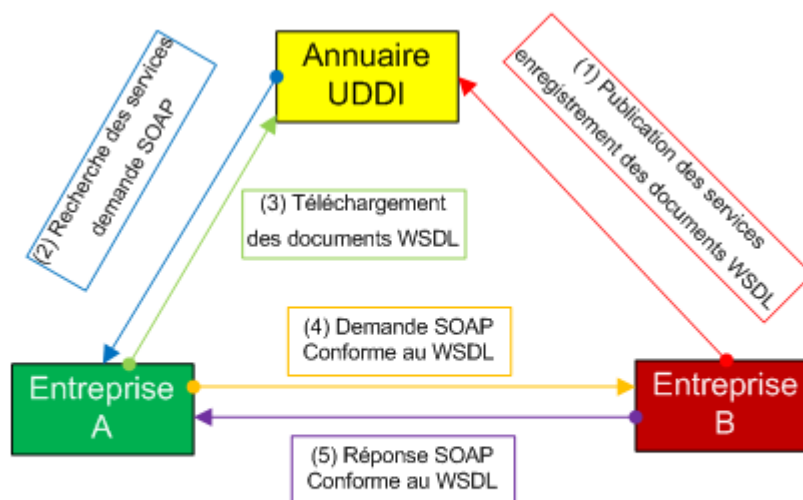 Annuaire
UDDI
(1) Publication des services
enregistrement des documents WSDL
(2) Recherche des services
demande SOAP
(3) Téléchargement
des documents WSDL
(4) Demande SOAP
Conforme au WSDL
Entreprise
A
Entreprise
B
(5) Réponse SOAP
Conforme au WSDL